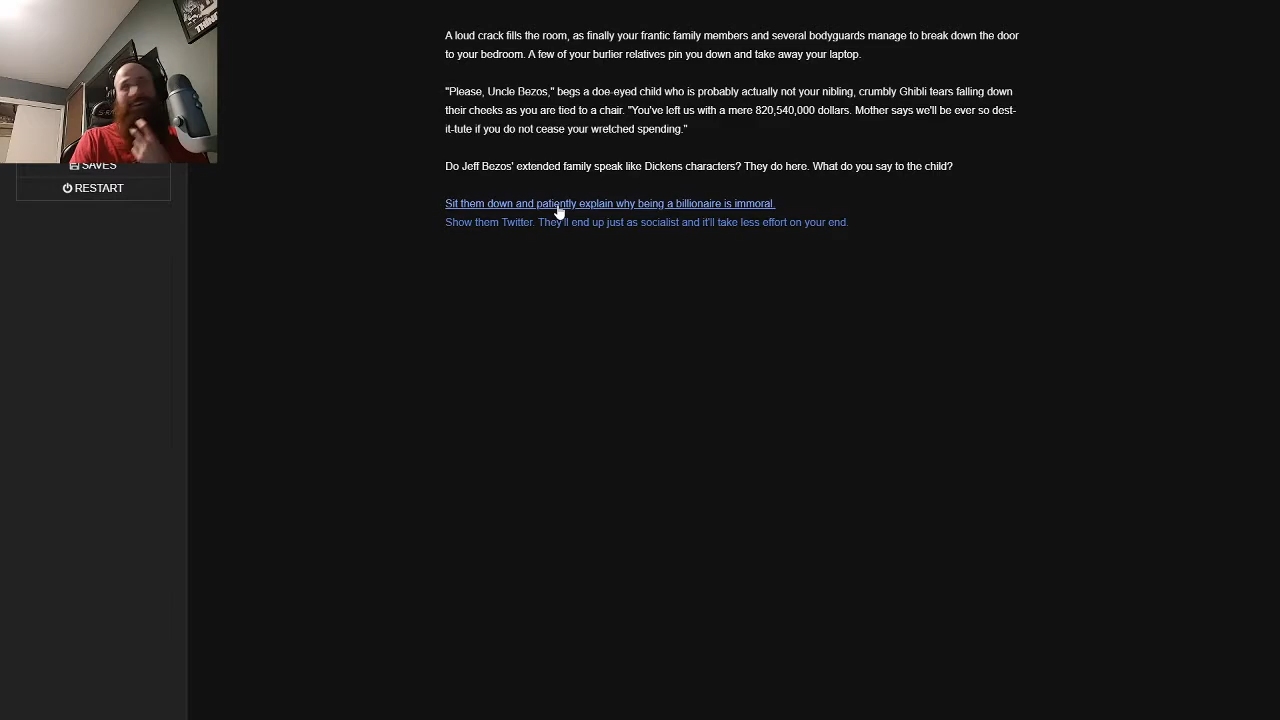 THING
A loud crack fills the room, as finally your frantic family members and several bodyguards manage to break down the door
to your bedroom. A few of your burlier relatives pin you down and take away your laptop.
"Please, Uncle Bezos," begs a doe-eyed child who is probably actually not your nibling, crumbly Ghibli tears falling down
their cheeks as you are tied to a chair. "You've left us with a mere 820,540,000 dollars. Mother says we'll be ever so dest-
it-tute if you do not cease your wretched spending."
Do Jeff Bezos' extended family speak like Dickens characters? They do here. What do you say to the child?
Sit them down and patiently explain why being a billionaire is immoral.
Show them Twitter. They'll end up just as socialist and it'll take less effort on your end.
SAVES
RESTART